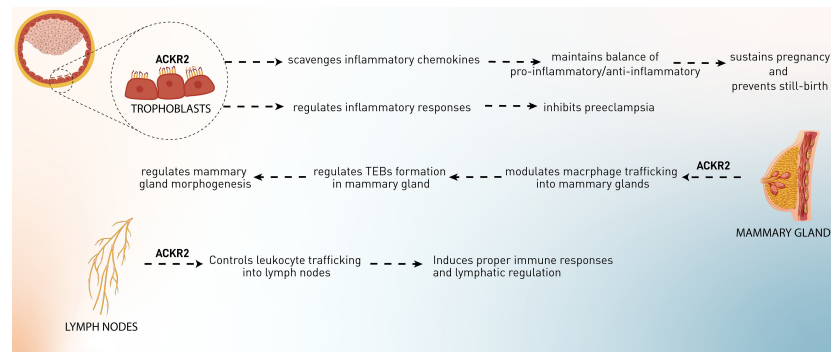 ACKR2
TROPHOBLASTS
scavenges inflammatory chemokines
maintains balance of
pro-inflammatory/anti-inflammatory
sustains pregnancy
and
prevents still-birth
regulates inflammatory responses
inhibits preeclampsia
ACKR2
MAMMARY GLAND
modulates macrphage trafficking
into mammary glands
regulates TEBs formation
in mammary gland
regulates mammary
gland morphogenesis
LYMPH NODES
ACKR2
Controls leukocyte trafficking
into lymph nodes
Induces proper immune responses
and lymphatic regulation